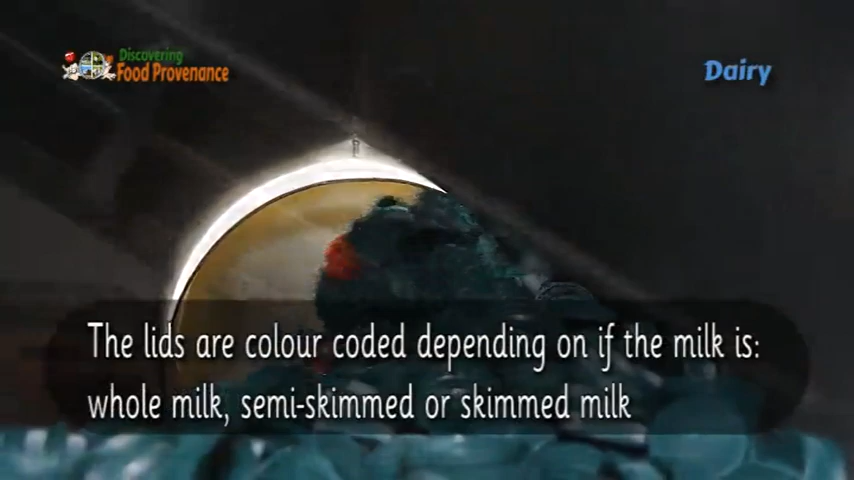 Discovering
Food Provenance
Dairy
The lids are colour coded depending on if the milk is:
whole milk, semi-skimmed or skimmed milk